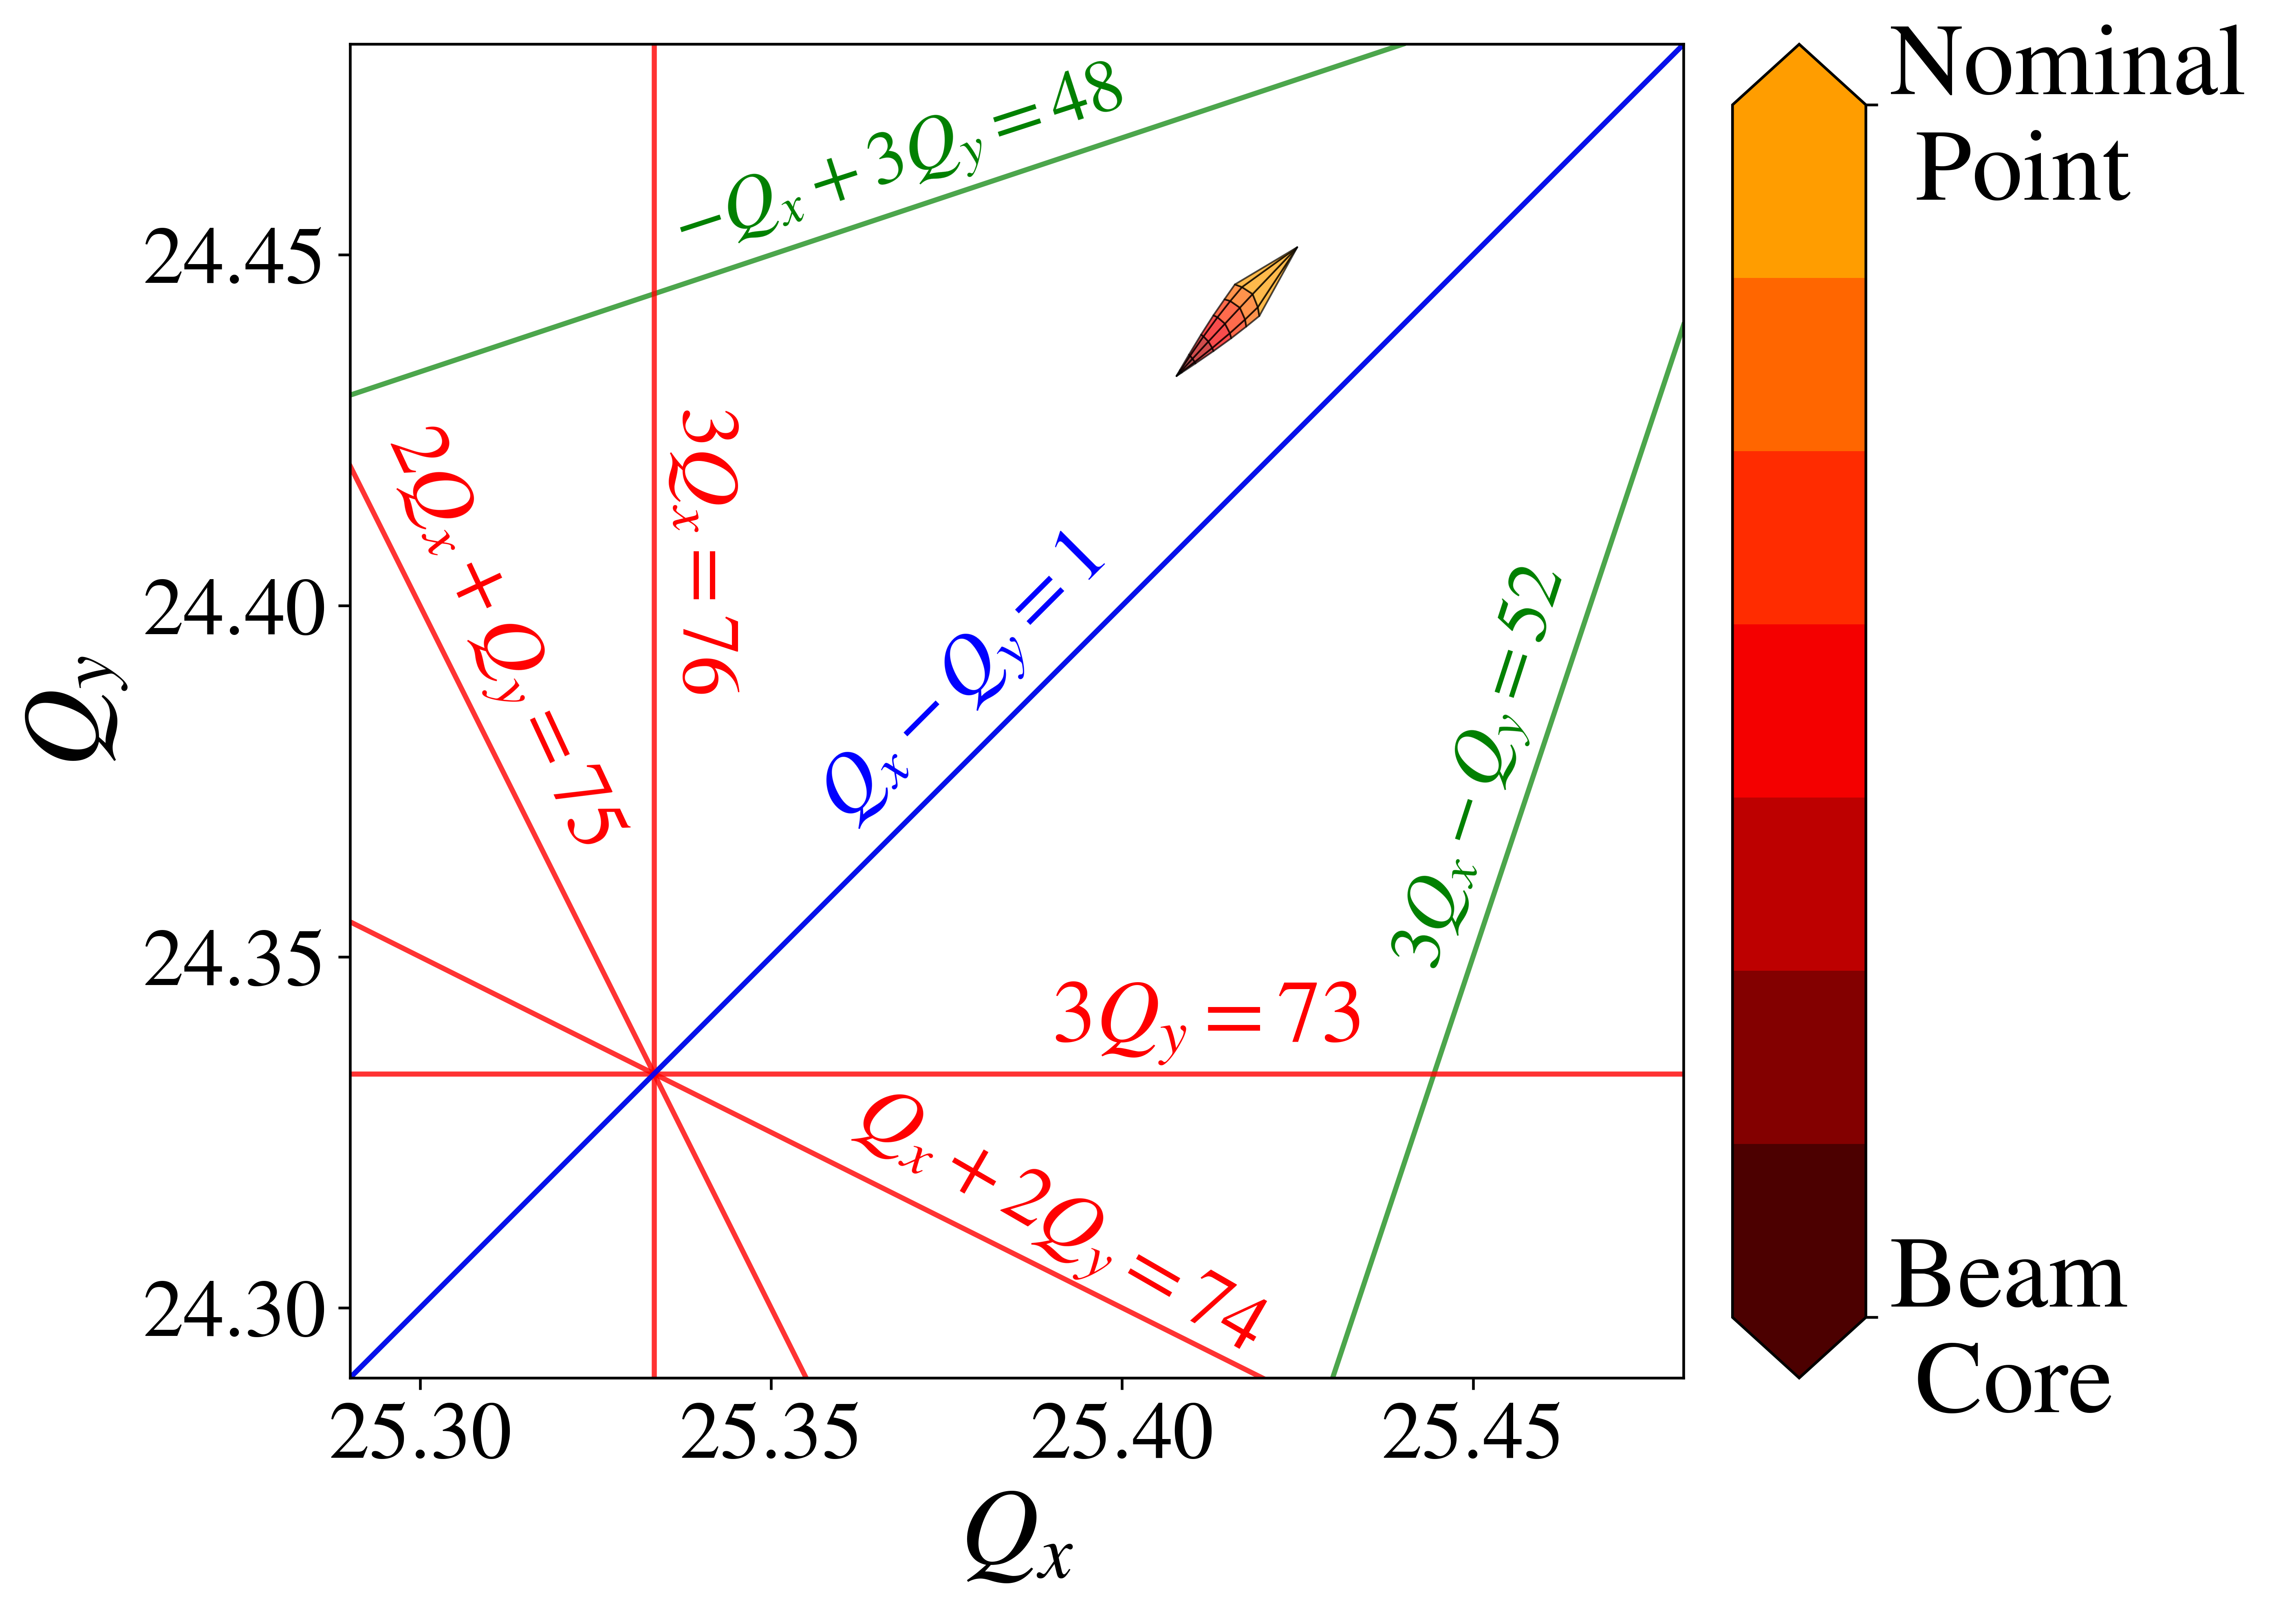 Nominal
Point
−Qx + 3Qy = 48
24.45
3Qx = 76
2Qx + Qy = 75
Qx − Qy = 1
3Qx − Qy = 52
24.40
Qy
24.35
3Qy = 73
Qx + 2Qy = 74
24.30
Beam
Core
25.30 25.35 25.40 25.45
Qx